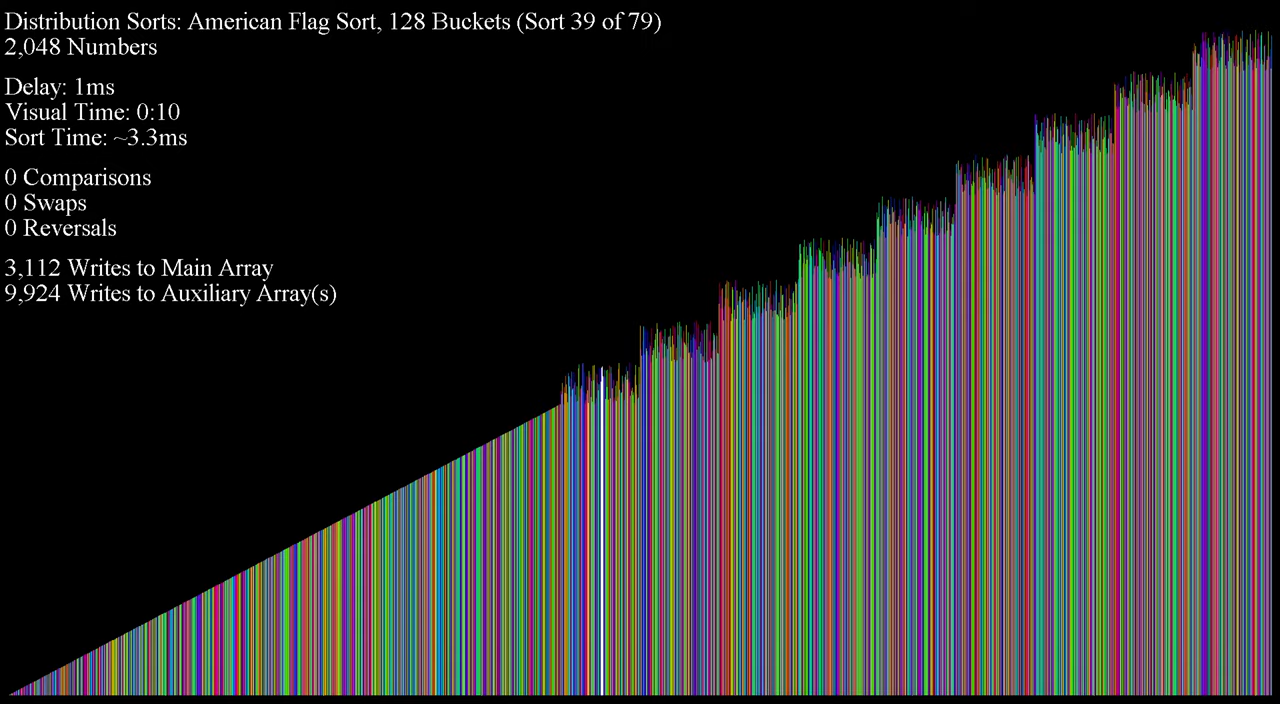 Distribution Sorts: American Flag Sort, 128 Buckets (Sort 39 of 79)
2,048 Numbers
Delay: 1ms
Visual Time: 0:10
Sort Time: ~3.3ms
0 Comparisons
0 Swaps
0 Reversals
3,112 Writes to Main Array
9,924 Writes to Auxiliary Array(s)